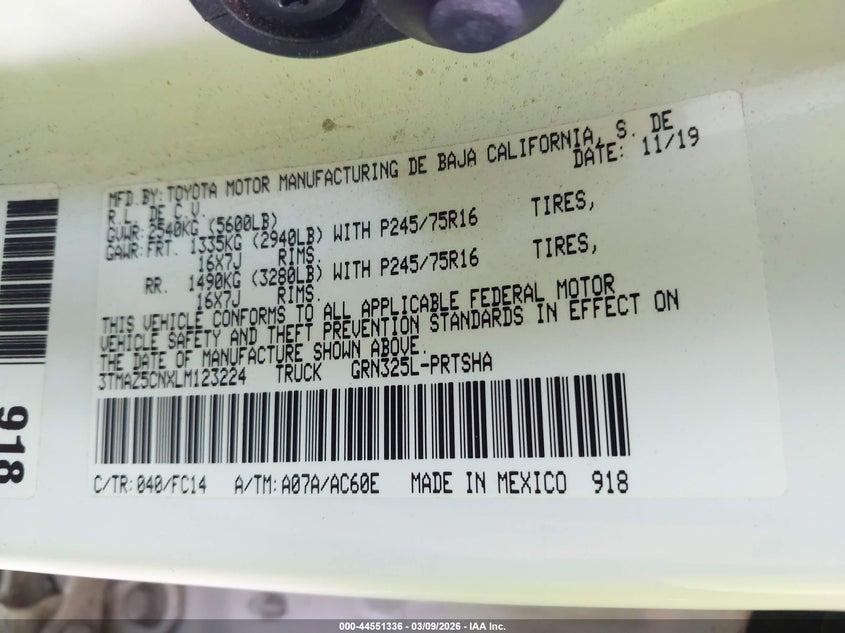 MFD.BY: TOYOTA MOTOR MANUFACTURING DE BAJA CALIFORNIA, S. DE
R.L. DE C.V. DATE: 11/19
GVWR: 2540KG (5600LB)
GAWR: FRT. 1335KG (2940LB) WITH P245/75R16 TIRES,
16X7J RIMS.
RR. 1490KG (3280LB) WITH P245/75R16 TIRES,
16X7J RIMS.
THIS VEHICLE CONFORMS TO ALL APPLICABLE FEDERAL MOTOR
VEHICLE SAFETY AND THEFT PREVENTION STANDARDS IN EFFECT ON
THE DATE OF MANUFACTURE SHOWN ABOVE.
3TMAZ5CNXLM123224 TRUCK GRN325L-PRTSHA
C/TR: 040/FC14 A/TM: A07A/AC60E MADE IN MEXICO 918
918
000-44551336 - 03/09/2026 - IAA Inc.